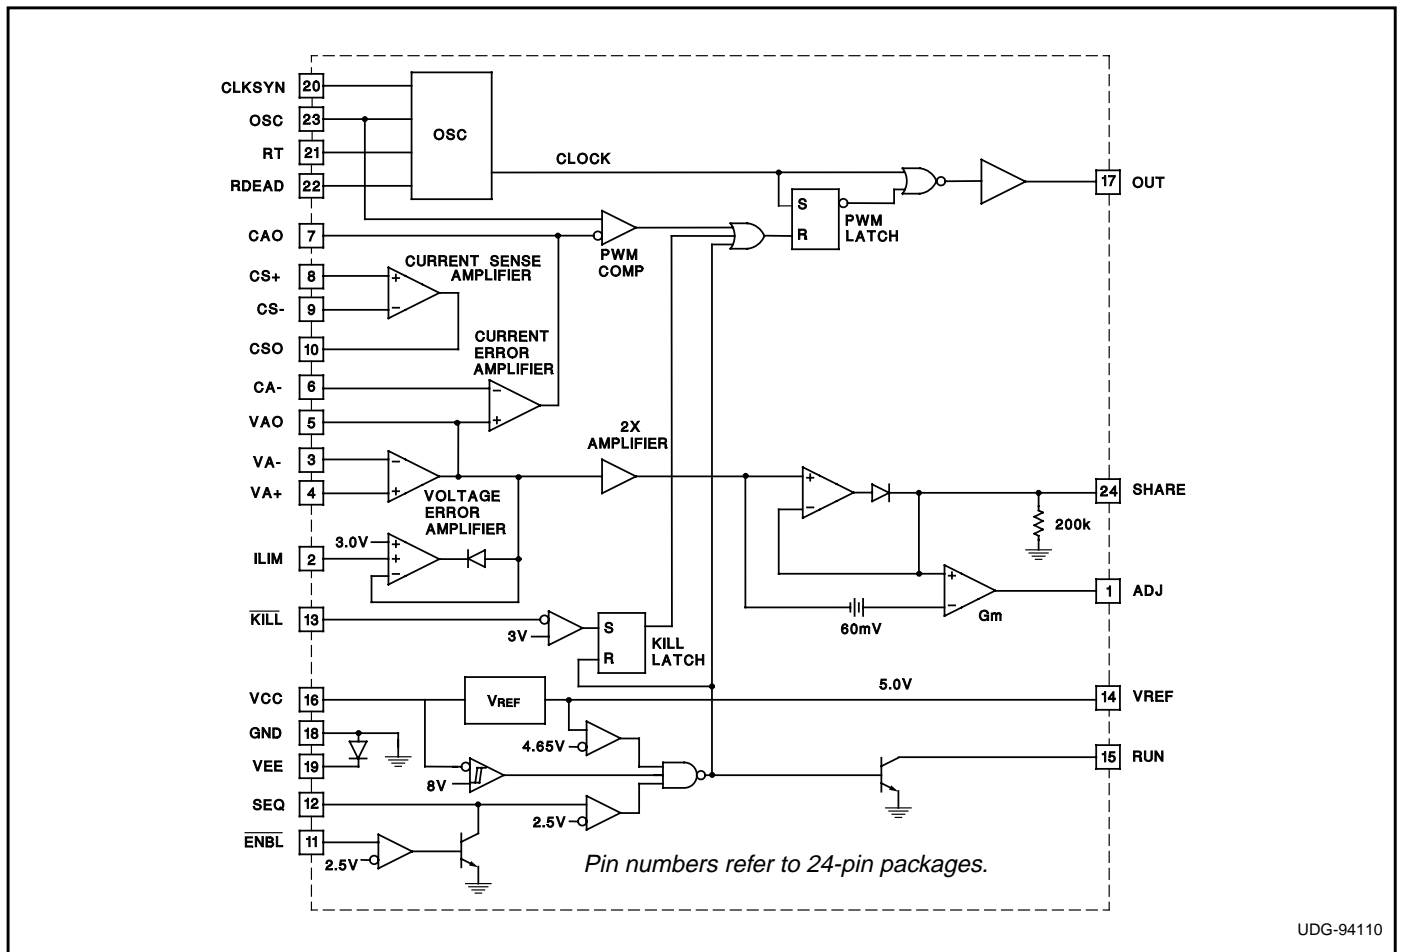 CLKSYN 20
OSC 23
RT 21
RDEAD 22
OSC
CLOCK
S
R
PWM
LATCH
17 OUT
CAO 7
PWM
COMP
CS+ 8
CS- 9
+
−
CURRENT SENSE
AMPLIFIER
CSO 10
CURRENT
ERROR
AMPLIFIER
CA- 6
VAO 5
−
+
VA- 3
VA+ 4
−
+
VOLTAGE
ERROR
AMPLIFIER
2X
AMPLIFIER
+
−
24 SHARE
200k
ILIM 2
3.0V
+
+
−
+
−
Gm
60mV
1 ADJ
KILL 13
3V
S
R
KILL
LATCH
VCC 16
VREF
5.0V
14 VREF
GND 18
VEE 19
4.65V
8V
15 RUN
SEQ 12
2.5V
ENBL 11
2.5V
Pin numbers refer to 24-pin packages.
UDG-94110